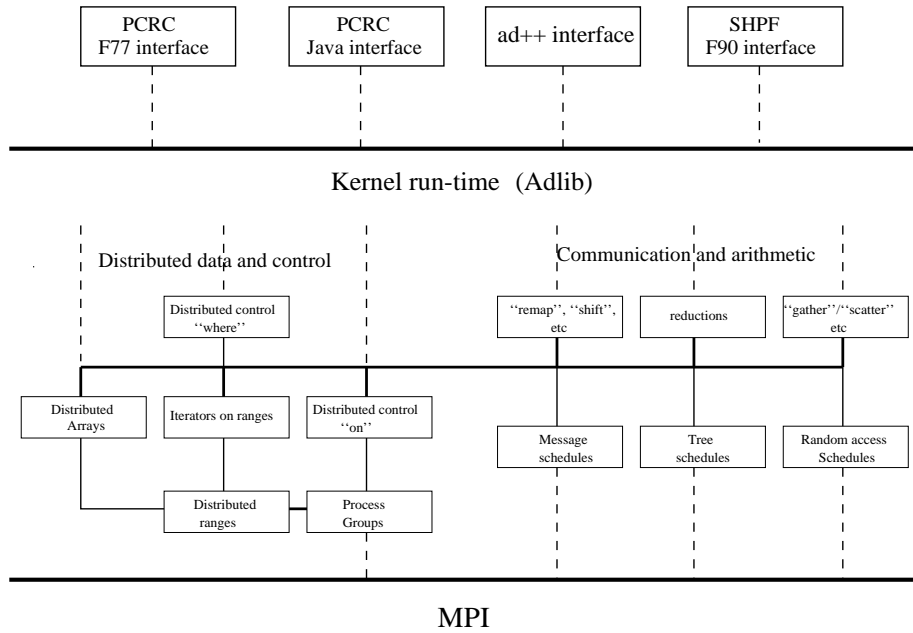 PCRC
F77 interface
PCRC
Java interface
ad++ interface
SHPF
F90 interface
Kernel run-time (Adlib)
Distributed data and control
Communication and arithmetic
Distributed control
‘‘where’’
‘‘remap’’, ‘‘shift’’,
etc
reductions
‘‘gather’’/‘‘scatter’’
etc
Distributed
Arrays
Iterators on ranges
Distributed control
‘‘on’’
Message
schedules
Tree
schedules
Random access
Schedules
Distributed
ranges
Process
Groups
MPI